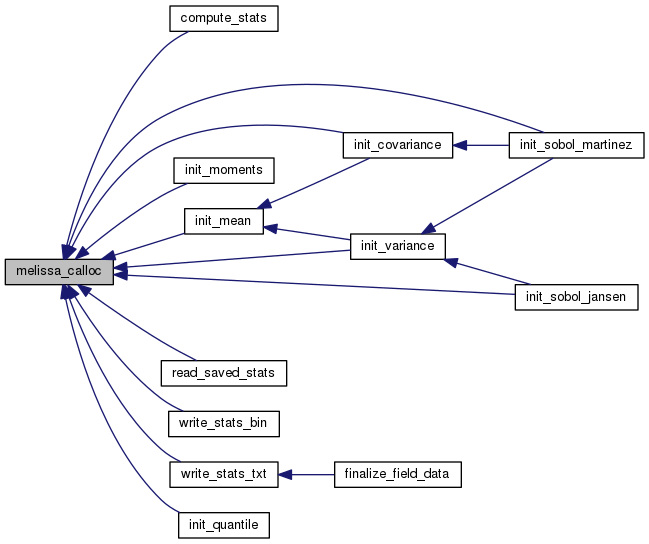 compute_stats
init_covariance
init_sobol_martinez
init_moments
init_mean
init_variance
melissa_calloc
init_sobol_jansen
read_saved_stats
write_stats_bin
write_stats_txt
finalize_field_data
init_quantile